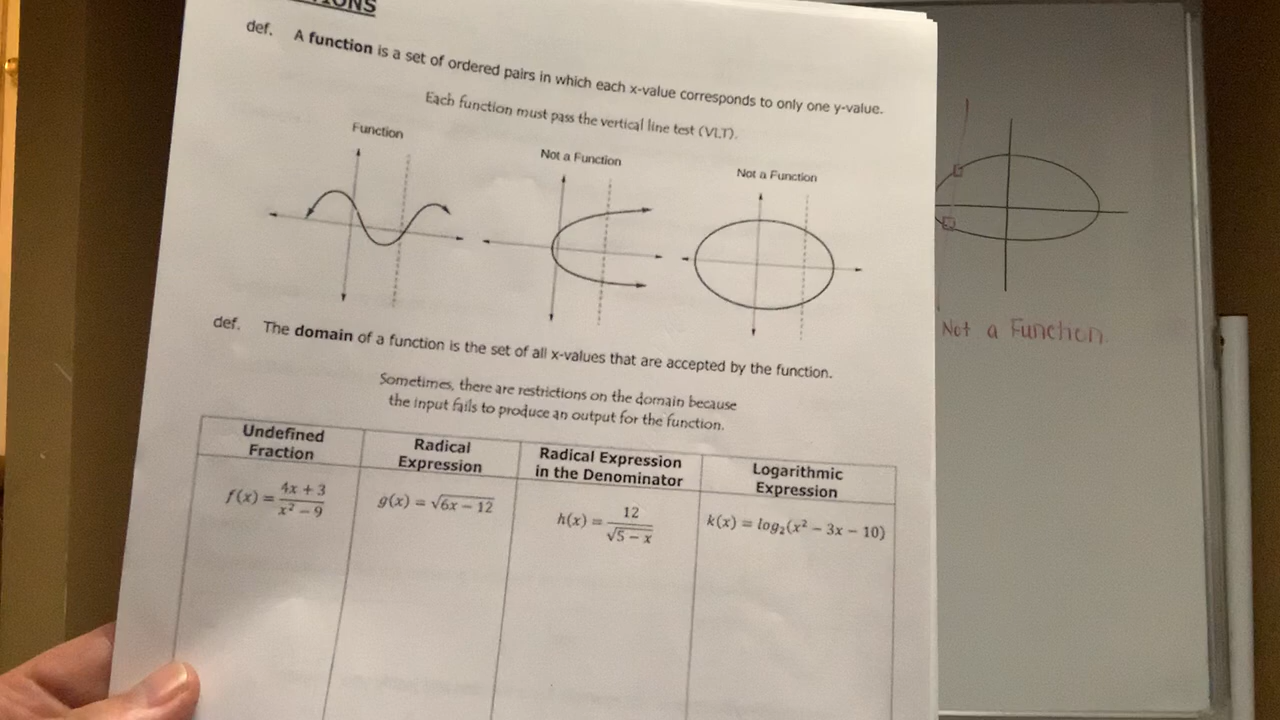 def. A function is a set of ordered pairs in which each x-value corresponds to only one y-value.
Each function must pass the vertical line test (VLT).
Function
Not a Function
Not a Function
def. The domain of a function is the set of all x-values that are accepted by the function.
Sometimes, there are restrictions on the domain because
the input fails to produce an output for the function.
Undefined
Fraction
Radical
Expression
Radical Expression
in the Denominator
Logarithmic
Expression
f(x) = 4x + 3 / x² − 9
g(x) = √6x − 12
h(x) = 12 / √5 − x
k(x) = log₂(x² − 3x − 10)
Not a Function